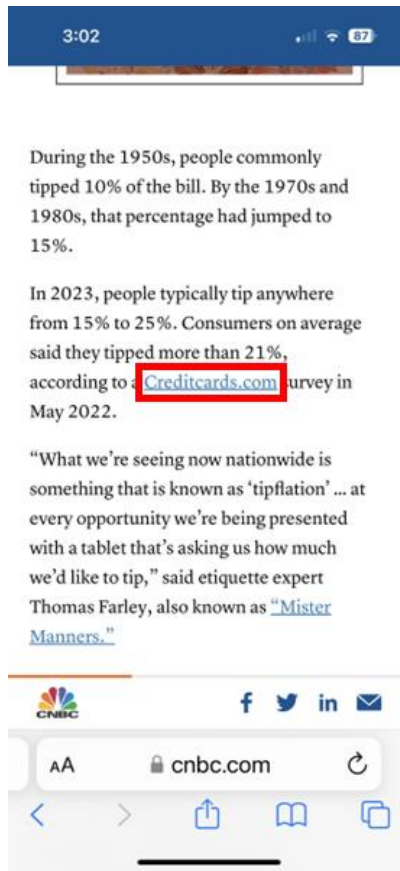 3:02
87
During the 1950s, people commonly
tipped 10% of the bill. By the 1970s and
1980s, that percentage had jumped to
15%.
In 2023, people typically tip anywhere
from 15% to 25%. Consumers on average
said they tipped more than 21%,
according to a Creditcards.com survey in
May 2022.
“What we’re seeing now nationwide is
something that is known as ‘tipflation’ ... at
every opportunity we’re being presented
with a tablet that’s asking us how much
we’d like to tip,” said etiquette expert
Thomas Farley, also known as “Mister
Manners.”
CNBC
f in
AA cnbc.com